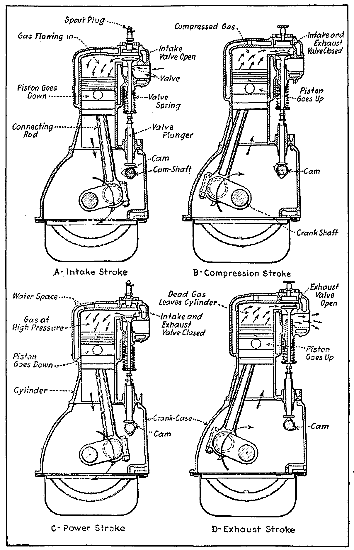 Spark Plug
Gas Flowing in
Intake
Valve Open
Valve
Piston Goes
Down
Valve
Spring
Connecting
Rod
Valve
Plunger
Cam
Cam-Shaft
A-Intake Stroke
Compressed Gas
Intake and
Exhaust
Valve Closed
Piston
Goes Up
Cam
Crank Shaft
B-Compression Stroke
Water Space
Gas at
High Pressure
Intake and
Exhaust
Valve Closed
Piston
Goes Down
Cylinder
Crank-Case
Cam
C-Power Stroke
Dead Gas
Leaves Cylinder
Exhaust
Valve
Open
Piston
Goes Up
Cam
D-Exhaust Stroke